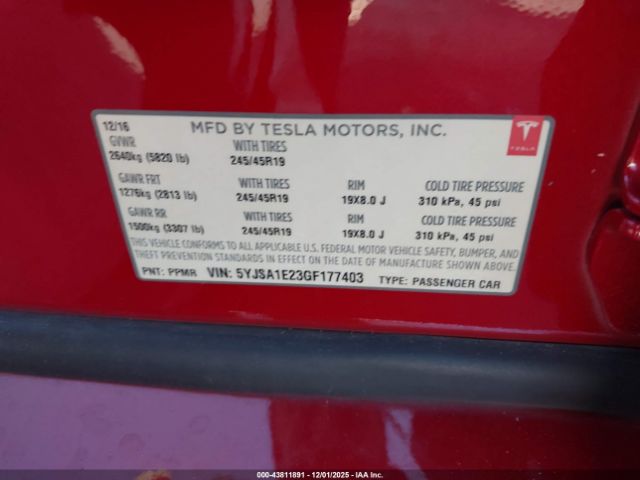 12/16 MFD BY TESLA MOTORS, INC.
TESLA
GVWR WITH TIRES
2640kg (5820 lb) 245/45R19
GAWR FRT WITH TIRES RIM COLD TIRE PRESSURE
1276kg (2813 lb) 245/45R19 19X8.0 J 310 kPa, 45 psi
GAWR RR WITH TIRES RIM COLD TIRE PRESSURE
1500kg (3307 lb) 245/45R19 19X8.0 J 310 kPa, 45 psi
THIS VEHICLE CONFORMS TO ALL APPLICABLE U.S. FEDERAL MOTOR VEHICLE SAFETY, BUMPER, AND
THEFT PREVENTION STANDARDS IN EFFECT ON THE DATE OF MANUFACTURE SHOWN ABOVE.
PNT: PPMR VIN: 5YJSA1E23GF177403 TYPE: PASSENGER CAR
000-43811891 - 12/01/2025 - IAA Inc.